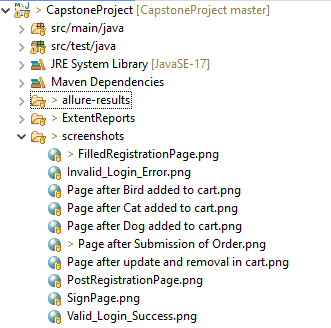 > CapstoneProject [CapstoneProject master]
src/main/java
src/test/java
JRE System Library [JavaSE-17]
Maven Dependencies
> allure-results
> ExtentReports
> screenshots
> FilledRegistrationPage.png
Invalid_Login_Error.png
Page after Bird added to cart.png
Page after Cat added to cart.png
Page after Dog added to cart.png
> Page after Submission of Order.png
Page after update and removal in cart.png
PostRegistrationPage.png
SignPage.png
Valid_Login_Success.png